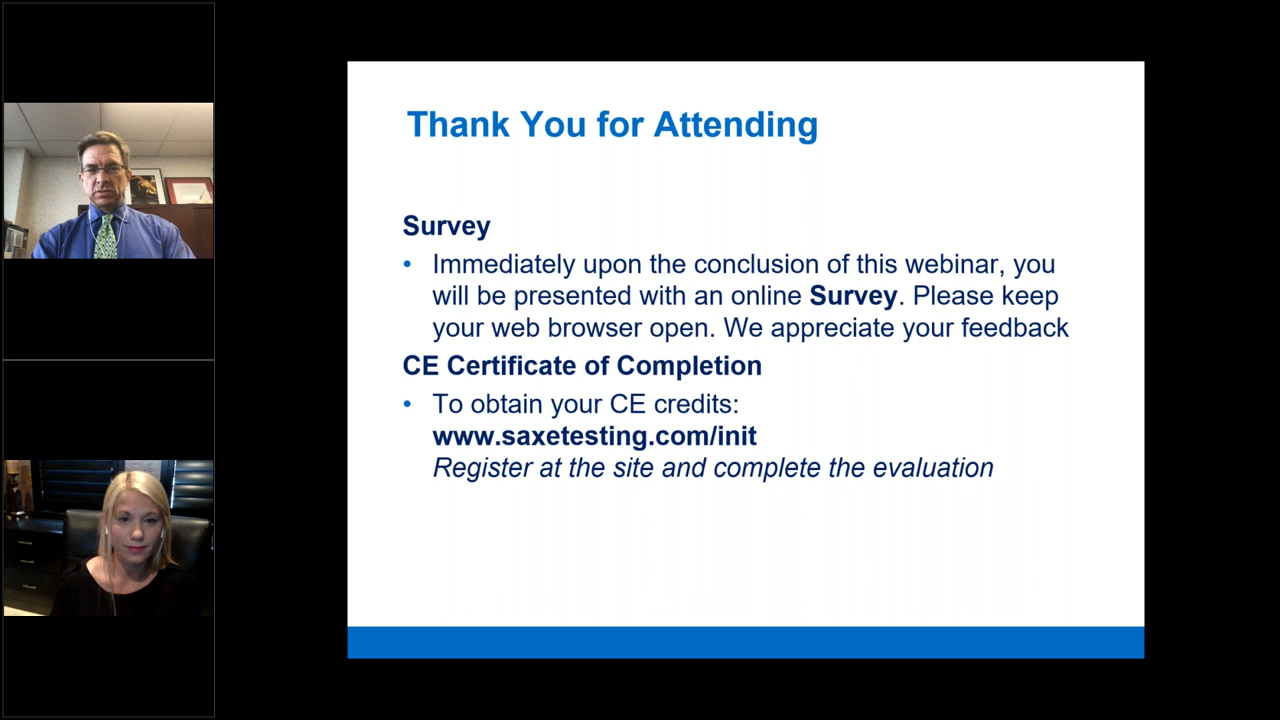 Thank You for Attending
Survey
• Immediately upon the conclusion of this webinar, you
will be presented with an online Survey. Please keep
your web browser open. We appreciate your feedback
CE Certificate of Completion
• To obtain your CE credits:
www.saxetesting.com/init
Register at the site and complete the evaluation